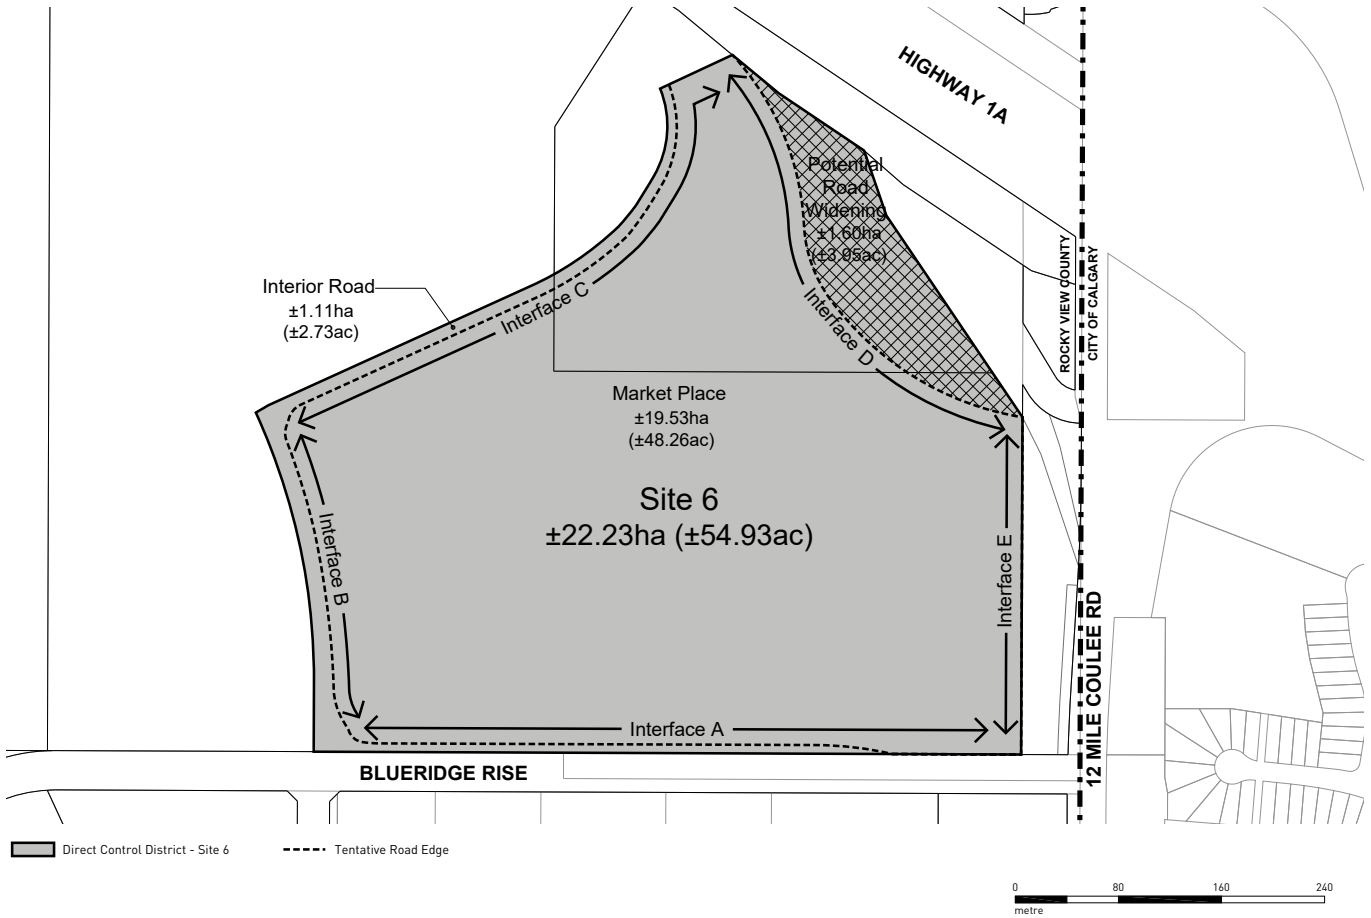 HIGHWAY 1A
Potential
Road
Widening
±1.60ha
(±3.95ac)
ROCKY VIEW COUNTY
CITY OF CALGARY
Interior Road
±1.11ha
(±2.73ac)
Interface C
Interface D
Market Place
±19.53ha
(±48.26ac)
Site 6
±22.23ha (±54.93ac)
Interface B
Interface E
Interface A
12 MILE COULEE RD
BLUERIDGE RISE
Direct Control District - Site 6
Tentative Road Edge
0 80 160 240
metre